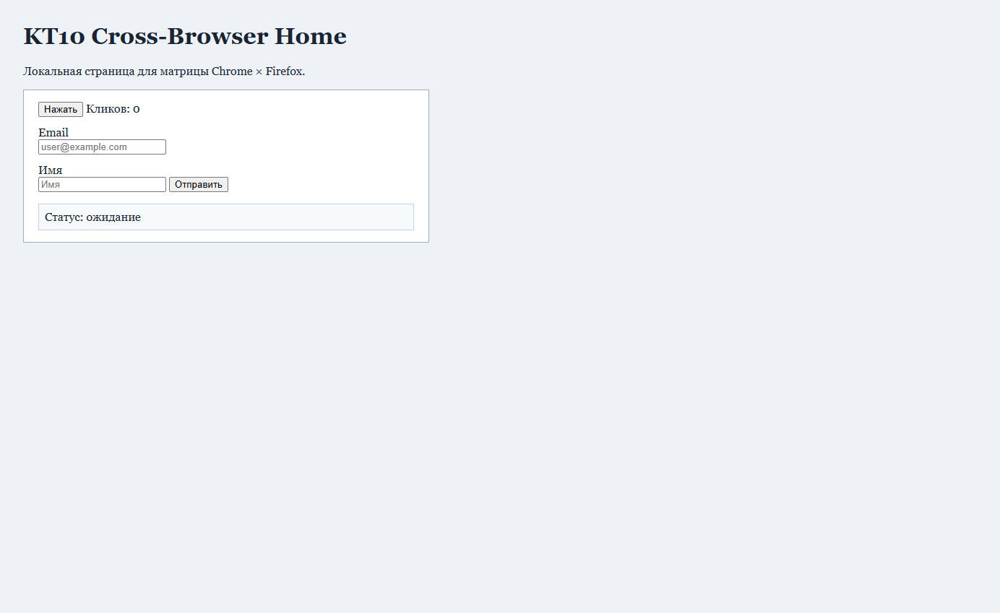 KT10 Cross-Browser Home
Локальная страница для матрицы Chrome × Firefox.
Нажать Кликов: 0
Email
user@example.com
Имя
Имя Отправить
Статус: ожидание